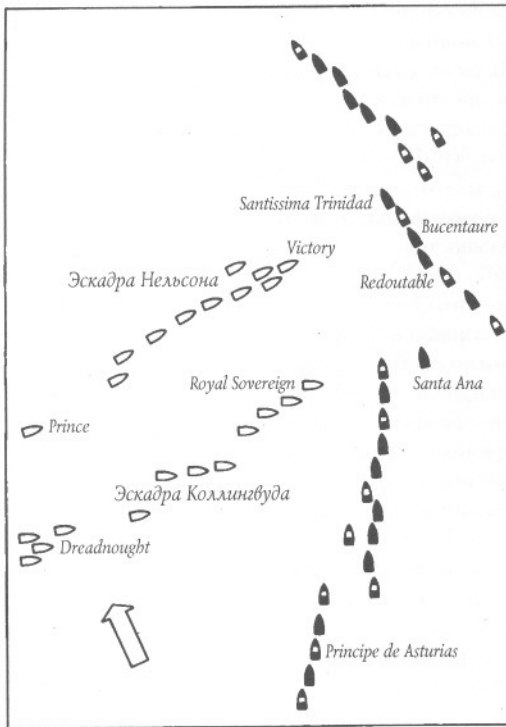 Santissima Trinidad
Bucentaure
Victory
Эскадра Нельсона
Redoutable
Royal Sovereign
Santa Ana
Prince
Эскадра Коллингвуда
Dreadnought
Principe de Asturias